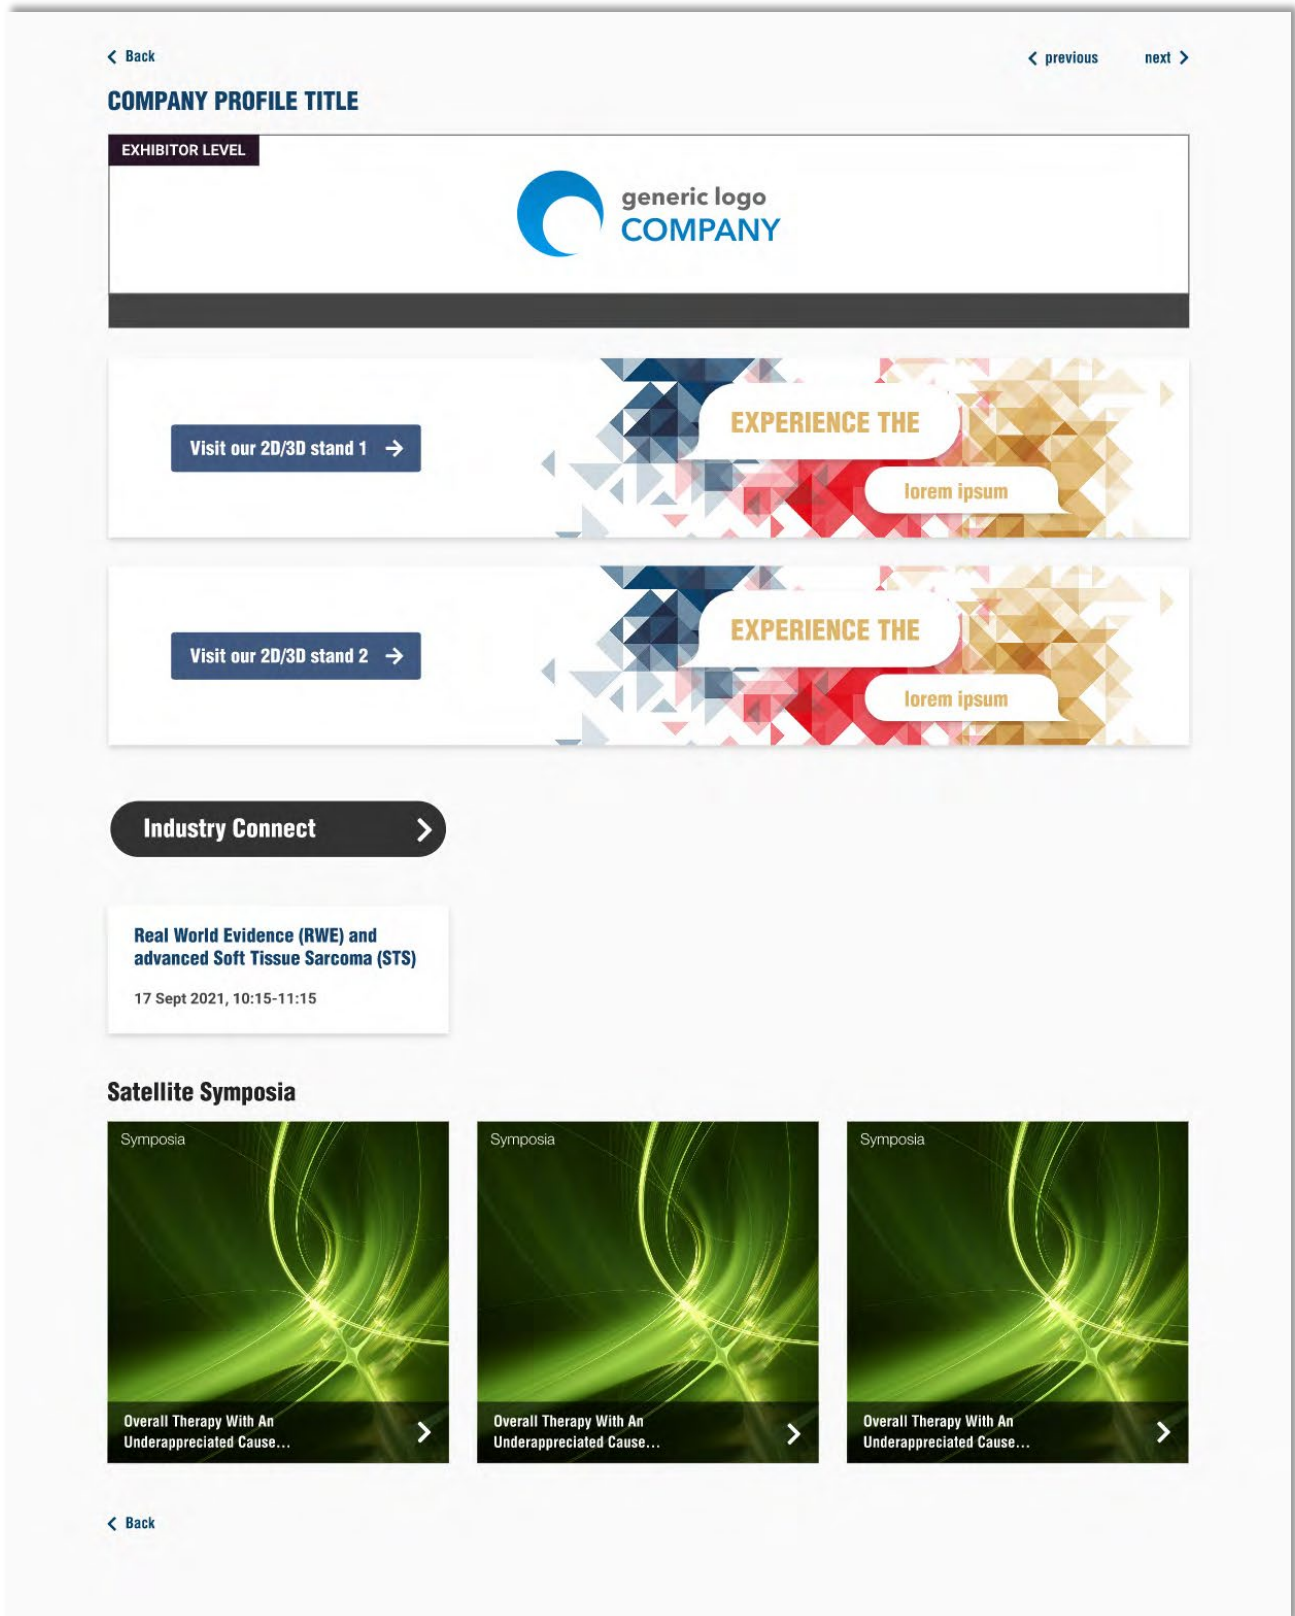 Back
previous
next
COMPANY PROFILE TITLE
EXHIBITOR LEVEL
generic logo
COMPANY
Visit our 2D/3D stand 1
EXPERIENCE THE
lorem ipsum
Visit our 2D/3D stand 2
EXPERIENCE THE
lorem ipsum
Industry Connect
Real World Evidence (RWE) and
advanced Soft Tissue Sarcoma (STS)
17 Sept 2021, 10:15-11:15
Satellite Symposia
Symposia
Overall Therapy With An
Underappreciated Cause...
Symposia
Overall Therapy With An
Underappreciated Cause...
Symposia
Overall Therapy With An
Underappreciated Cause...
Back